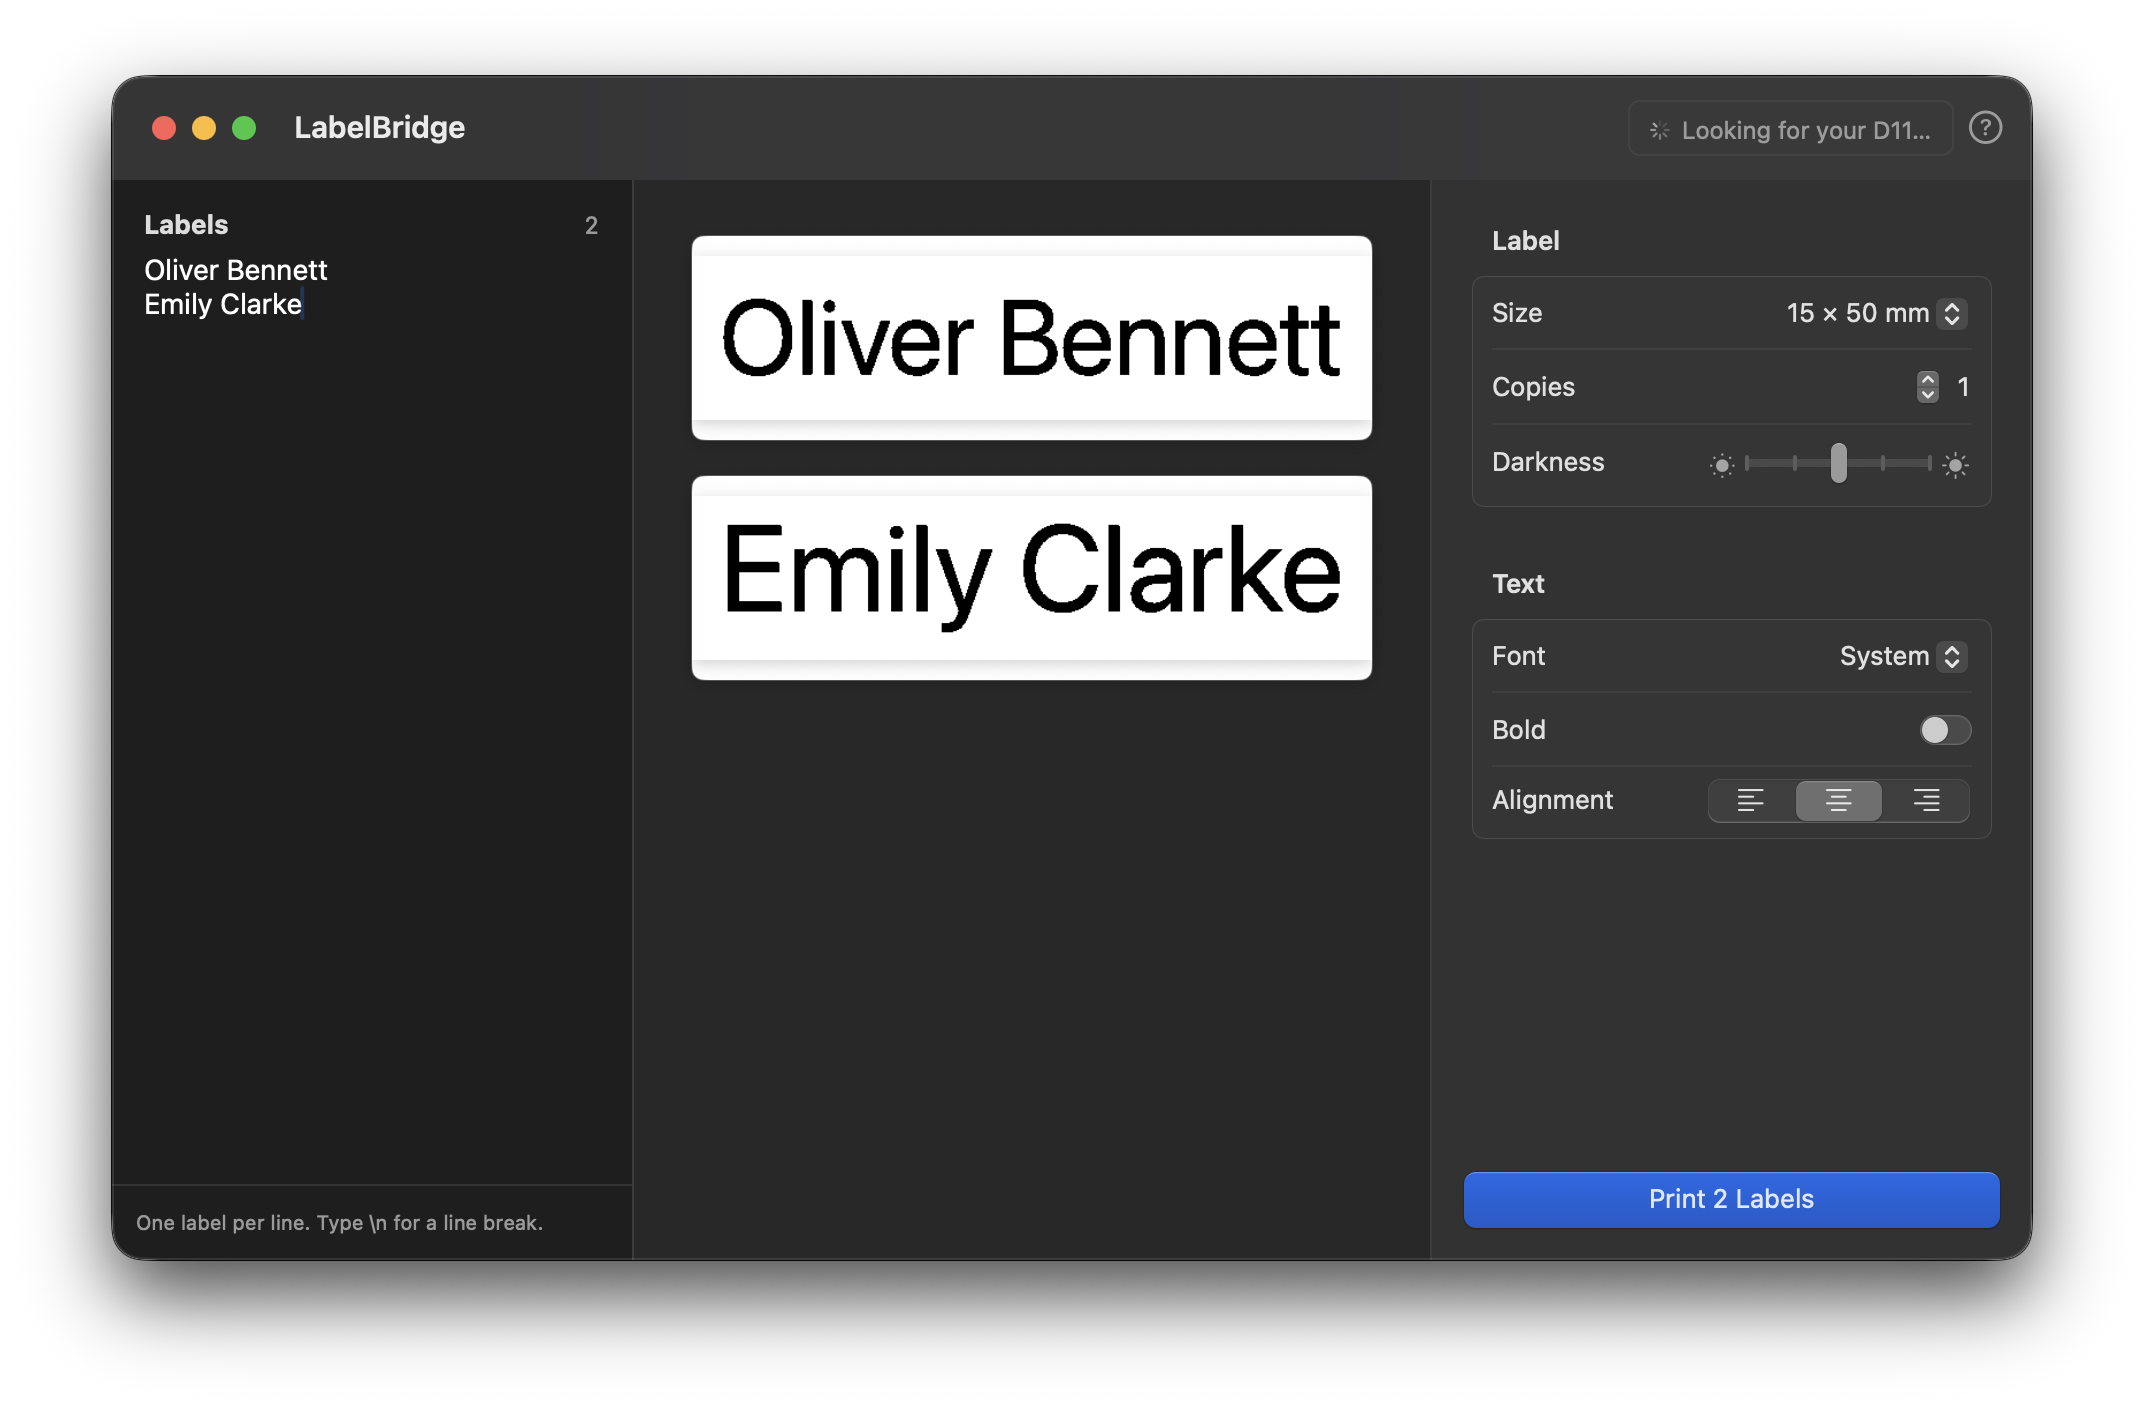 LabelBridge
Looking for your D11...
Labels 2
Oliver Bennett
Emily Clarke
One label per line. Type \n for a line break.
Oliver Bennett
Emily Clarke
Label
Size 15 × 50 mm
Copies 1
Darkness
Text
Font System
Bold
Alignment
Print 2 Labels